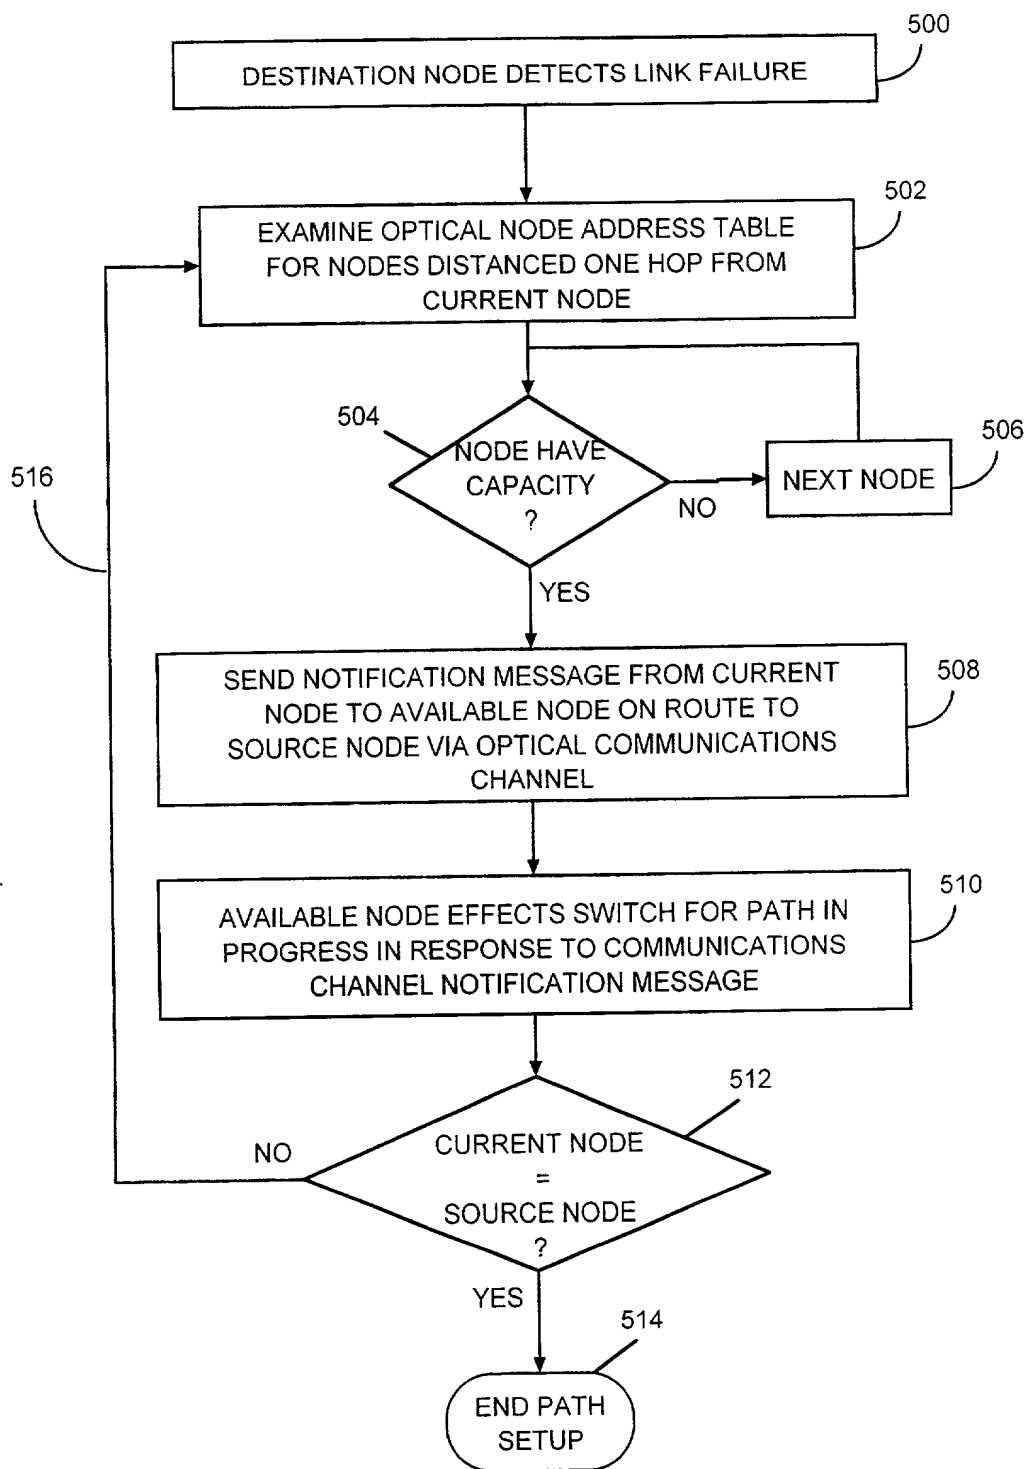 500
DESTINATION NODE DETECTS LINK FAILURE
502
EXAMINE OPTICAL NODE ADDRESS TABLE
FOR NODES DISTANCED ONE HOP FROM
CURRENT NODE
504
NODE HAVE
CAPACITY
?
NO
506
NEXT NODE
516
YES
508
SEND NOTIFICATION MESSAGE FROM CURRENT
NODE TO AVAILABLE NODE ON ROUTE TO
SOURCE NODE VIA OPTICAL COMMUNICATIONS
CHANNEL
510
AVAILABLE NODE EFFECTS SWITCH FOR PATH IN
PROGRESS IN RESPONSE TO COMMUNICATIONS
CHANNEL NOTIFICATION MESSAGE
512
NO
CURRENT NODE
=
SOURCE NODE
?
YES
514
END PATH
SETUP